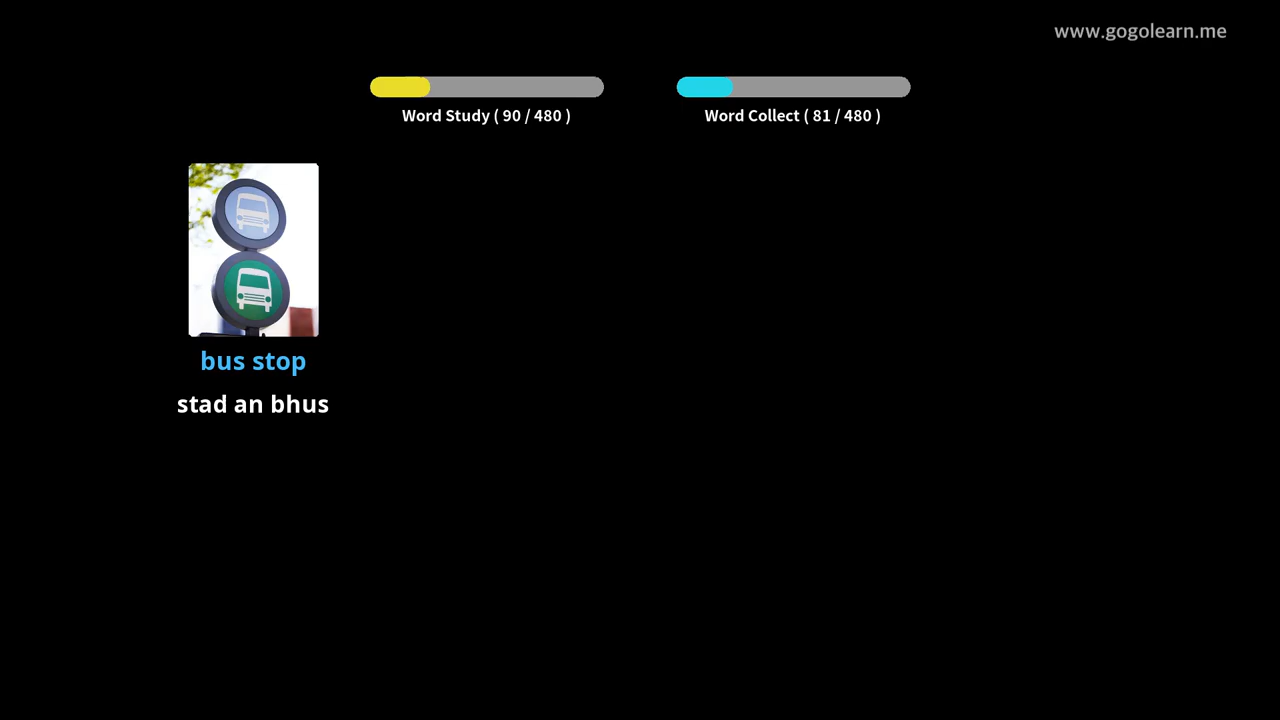 www.gogolearn.me
Word Study ( 90 / 480 )
Word Collect ( 81 / 480 )
bus stop
stad an bhus